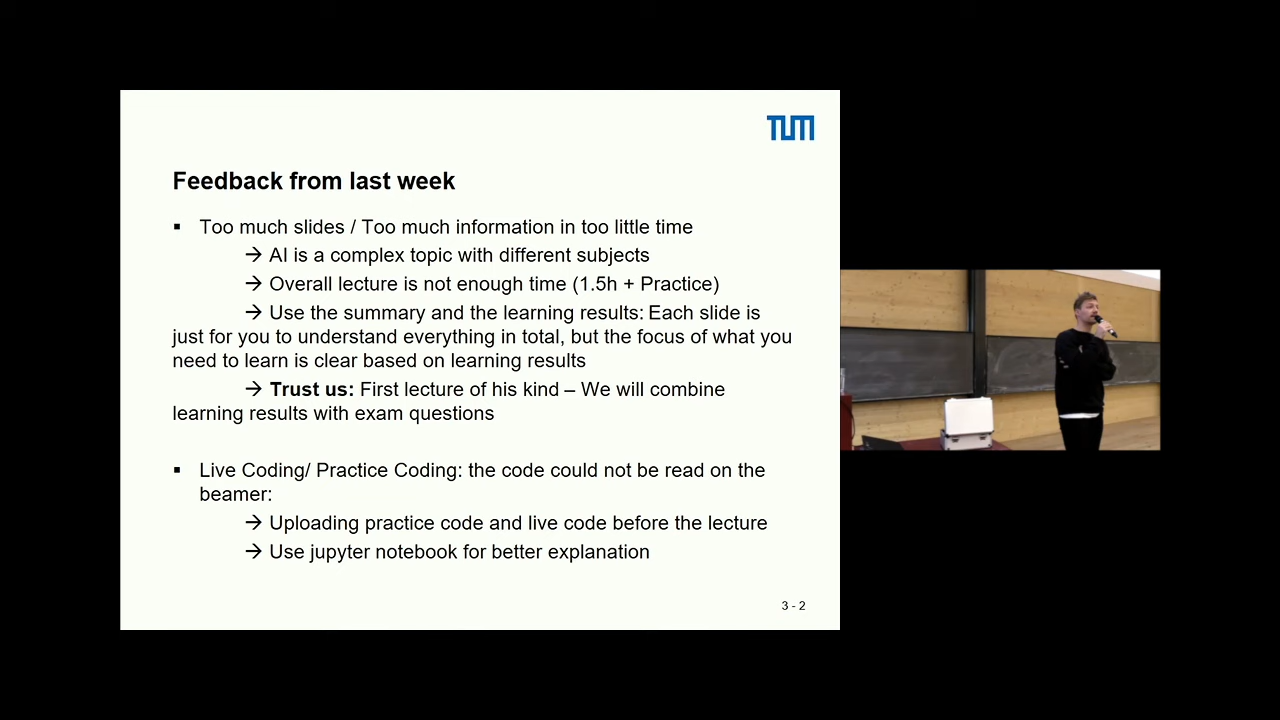 TUM
Feedback from last week
▪ Too much slides / Too much information in too little time
→ AI is a complex topic with different subjects
→ Overall lecture is not enough time (1.5h + Practice)
→ Use the summary and the learning results: Each slide is
just for you to understand everything in total, but the focus of what you
need to learn is clear based on learning results
→ Trust us: First lecture of his kind – We will combine
learning results with exam questions
▪ Live Coding/ Practice Coding: the code could not be read on the
beamer:
→ Uploading practice code and live code before the lecture
→ Use jupyter notebook for better explanation
3 - 2